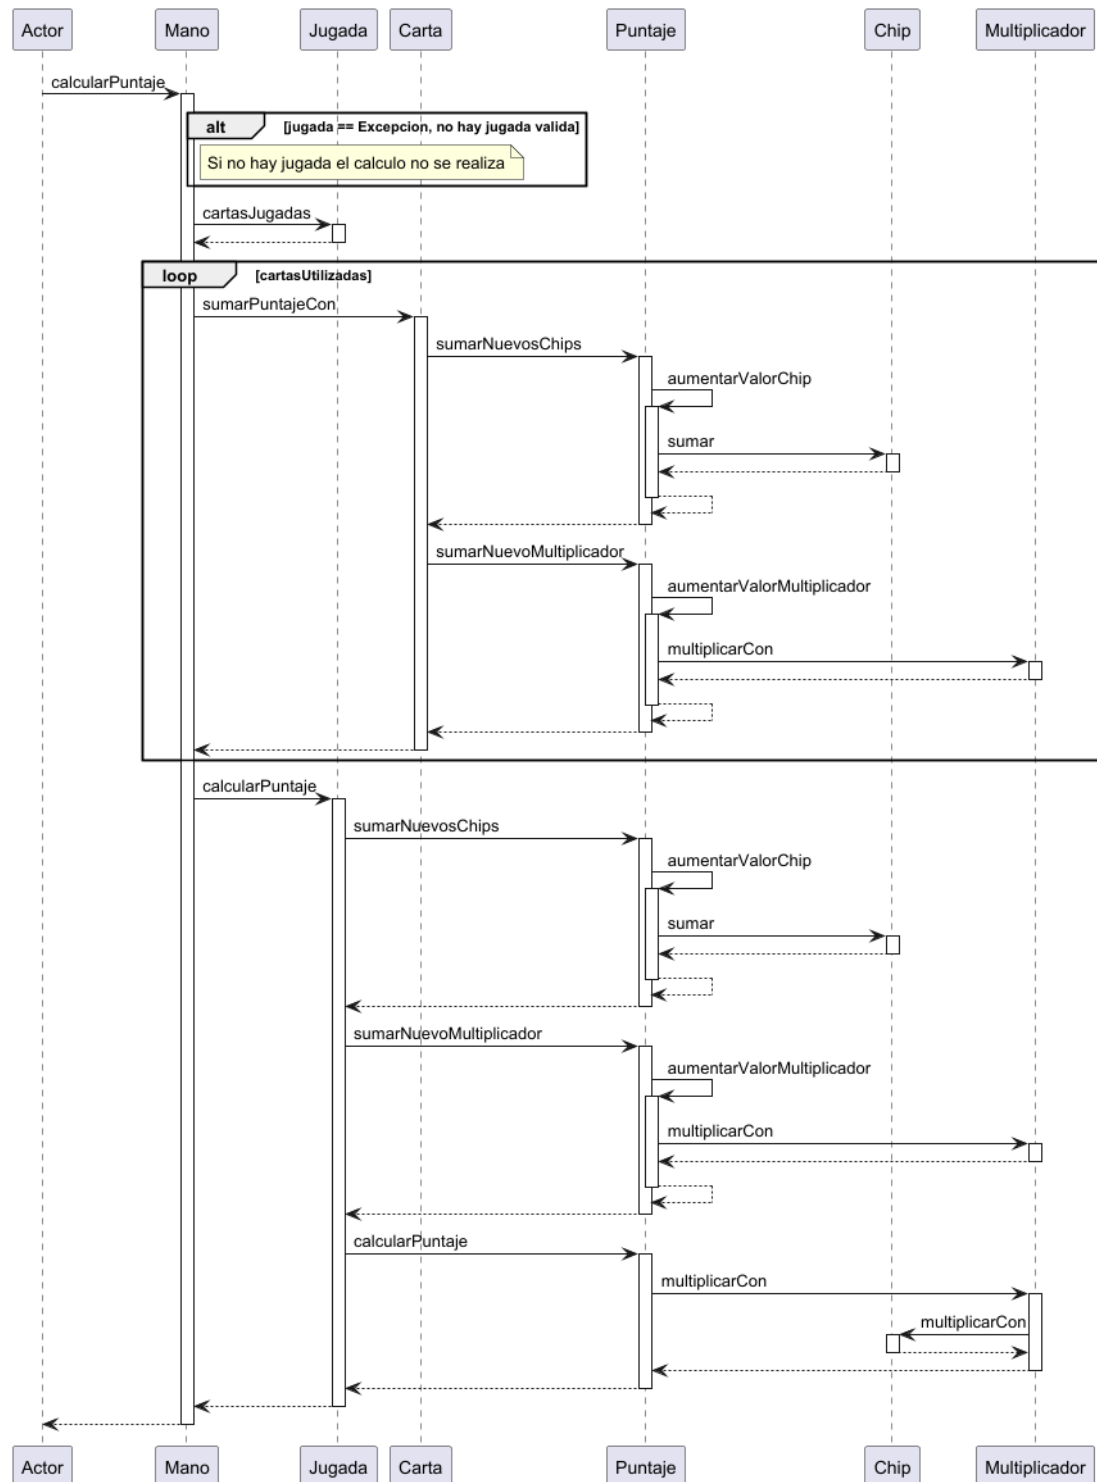 Actor Mano Jugada Carta Puntaje Chip Multiplicador
calcularPuntaje
alt [jugada == Excepcion, no hay jugada valida]
Si no hay jugada el calculo no se realiza
cartasJugadas
loop [cartasUtilizadas]
sumarPuntajeCon
sumarNuevosChips
aumentarValorChip
sumar
sumarNuevoMultiplicador
aumentarValorMultiplicador
multiplicarCon
calcularPuntaje
sumarNuevosChips
aumentarValorChip
sumar
sumarNuevoMultiplicador
aumentarValorMultiplicador
multiplicarCon
calcularPuntaje
multiplicarCon
multiplicarCon
Actor Mano Jugada Carta Puntaje Chip Multiplicador